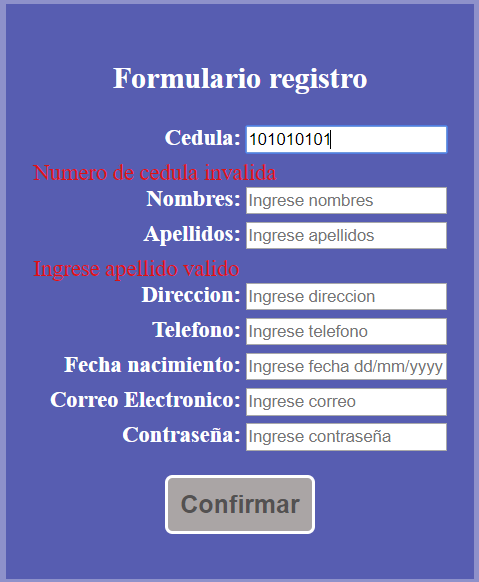 Formulario registro
Cedula: 101010101
Numero de cedula invalida
Nombres: Ingrese nombres
Apellidos: Ingrese apellidos
Ingrese apellido valido
Direccion: Ingrese direccion
Telefono: Ingrese telefono
Fecha nacimiento: Ingrese fecha dd/mm/yyyy
Correo Electronico: Ingrese correo
Contraseña: Ingrese contraseña
Confirmar